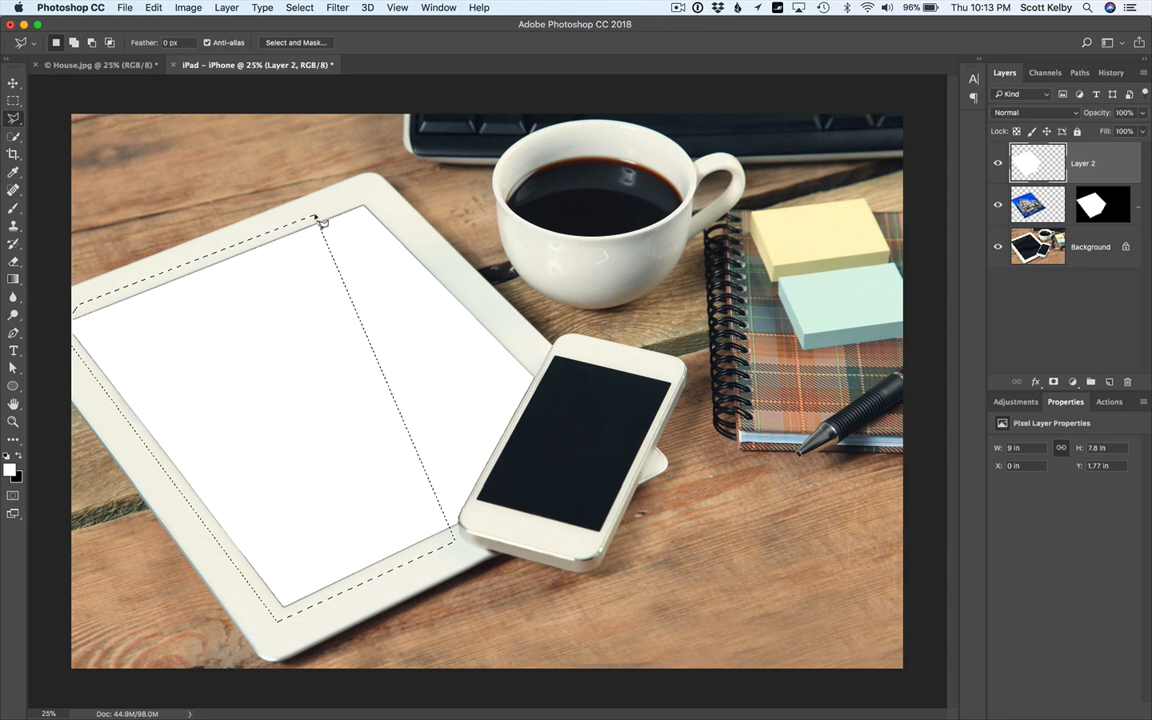 Photoshop CC File Edit Image Layer Type Select Filter 3D View Window Help 96% Thu 10:13 PM Scott Kelby
Adobe Photoshop CC 2018
Feather: 0 px Anti-alias Select and Mask...
× © House.jpg @ 25% (RGB/8) * × iPad – iPhone @ 25% (Layer 2, RGB/8) *
Layers Channels Paths History
Kind
Normal Opacity: 100%
Lock: Fill: 100%
Layer 2
Background
Adjustments Properties Actions
Pixel Layer Properties
W: 9 in H: 7.8 in
X: 0 in Y: 1.77 in
25% Doc: 44.9M/98.0M